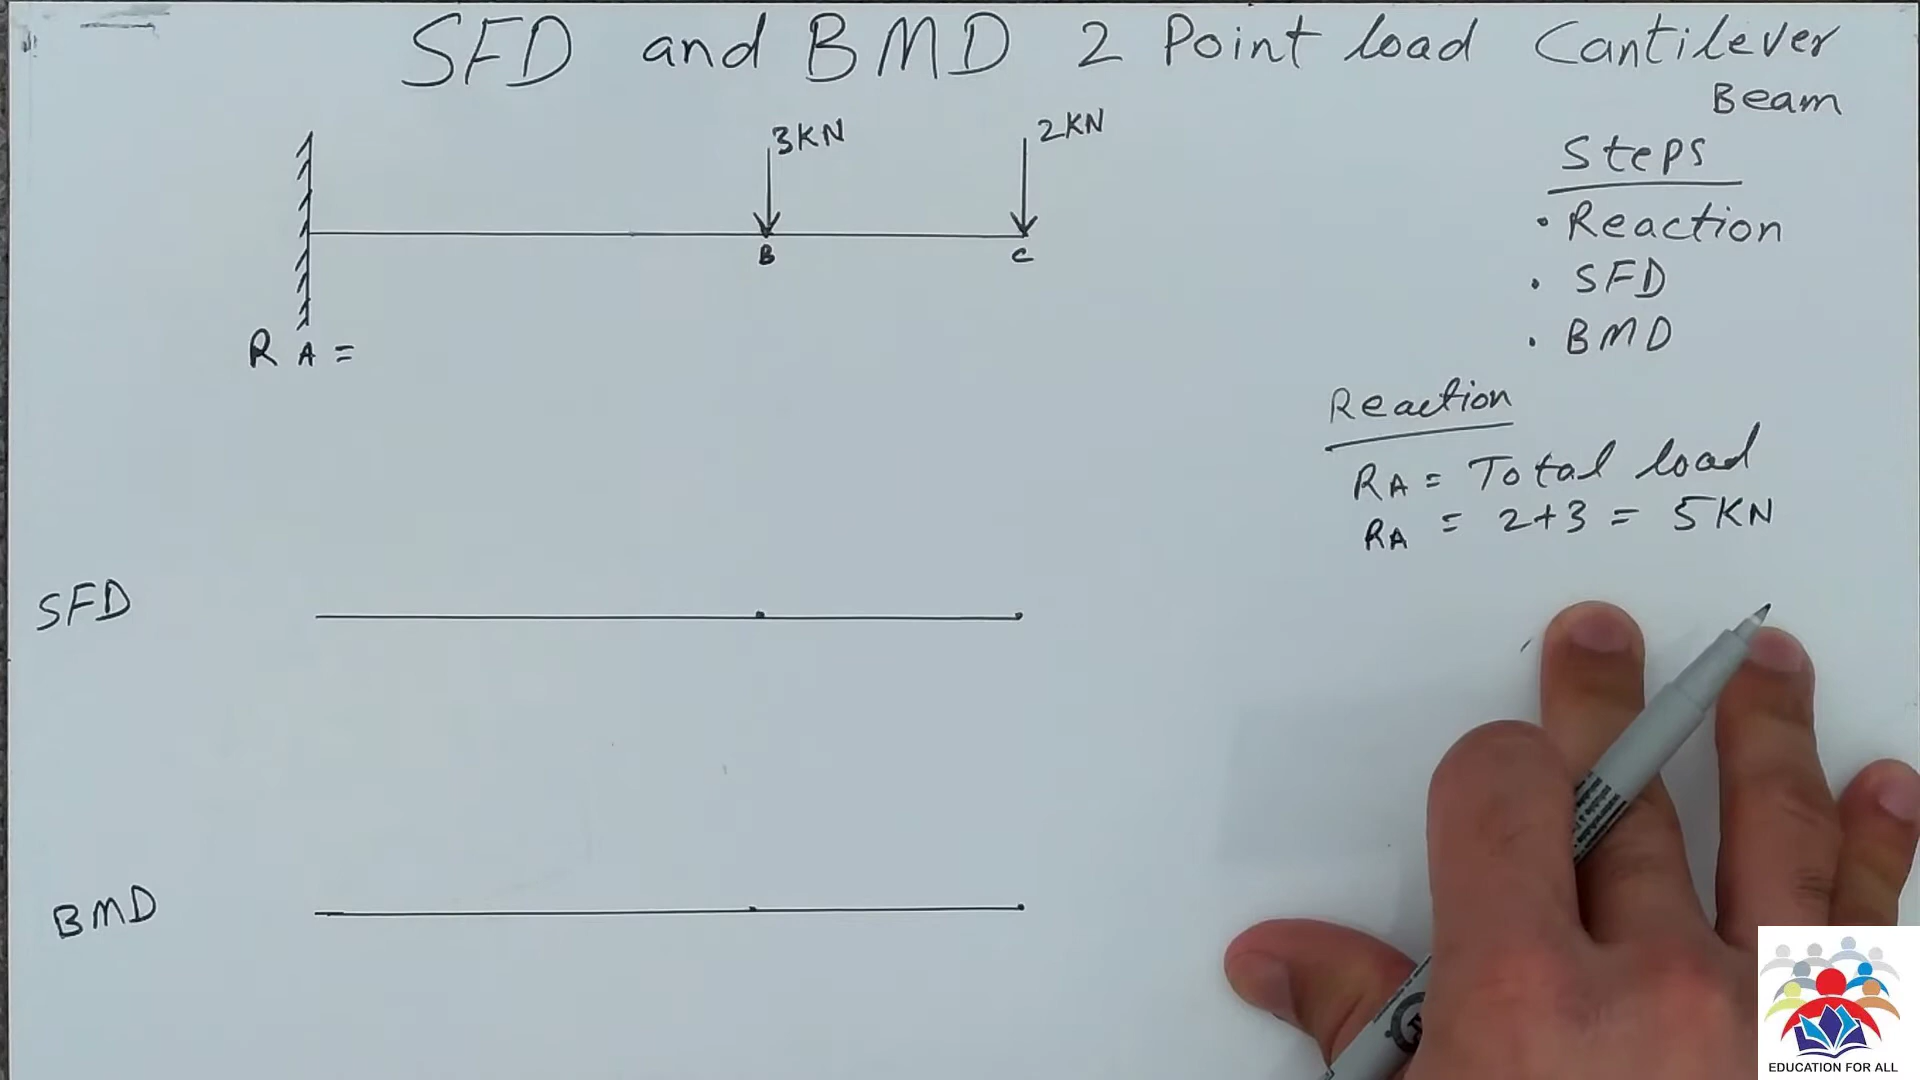 SFD and BMD 2 Point load Cantilever
Beam
3KN
2KN
B
C
RA =
Steps
• Reaction
• SFD
• BMD
Reaction
RA = Total load
RA = 2+3 = 5KN
SFD
BMD
EDUCATION FOR ALL